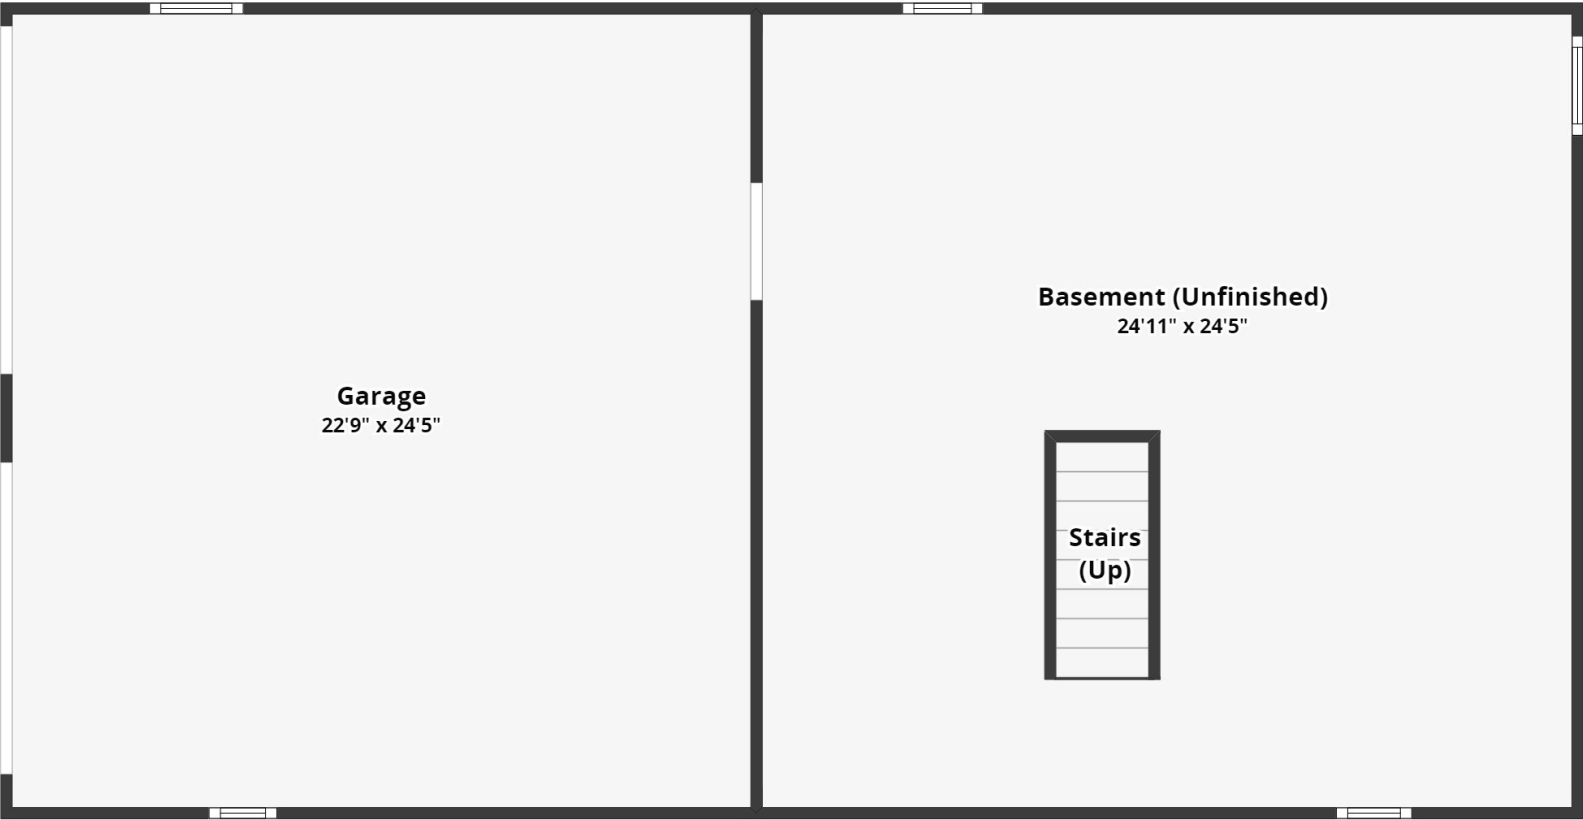 Basement (Unfinished)
24'11" x 24'5"
Garage
22'9" x 24'5"
Stairs
(Up)